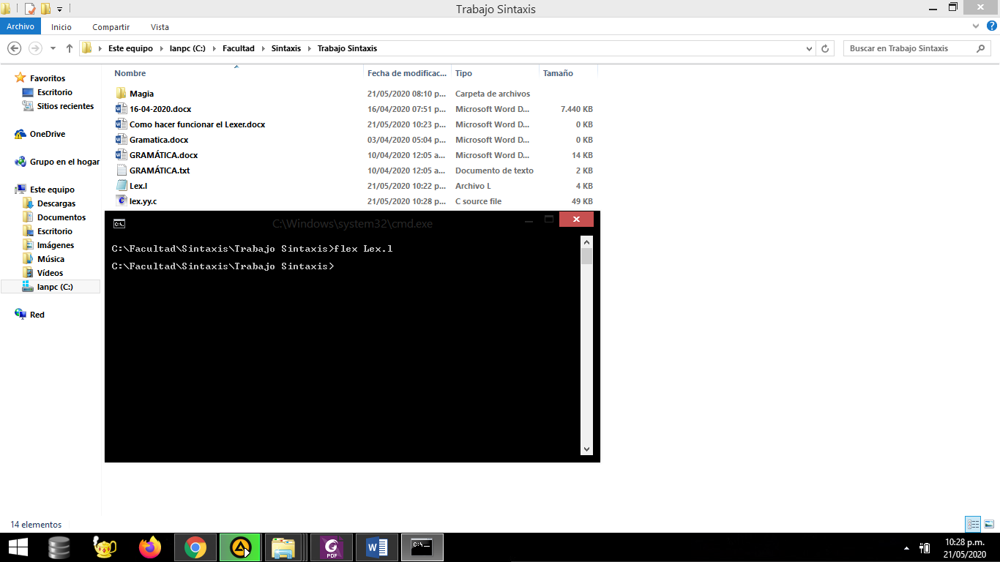 Trabajo Sintaxis
Archivo Inicio Compartir Vista
Este equipo Ianpc (C:) Facultad Sintaxis Trabajo Sintaxis
Buscar en Trabajo Sintaxis
Favoritos
Escritorio
Sitios recientes
OneDrive
Grupo en el hogar
Este equipo
Descargas
Documentos
Escritorio
Imágenes
Música
Vídeos
Ianpc (C:)
Red
Nombre Fecha de modificac... Tipo Tamaño
Magia 21/05/2020 08:10 p... Carpeta de archivos
16-04-2020.docx 16/04/2020 07:51 p... Microsoft Word D... 7.440 KB
Como hacer funcionar el Lexer.docx 21/05/2020 10:23 p... Microsoft Word D... 0 KB
Gramatica.docx 03/04/2020 05:04 p... Microsoft Word D... 0 KB
GRAMÁTICA.docx 10/04/2020 12:05 a... Microsoft Word D... 14 KB
GRAMÁTICA.txt 10/04/2020 12:05 a... Documento de texto 2 KB
Lex.l 21/05/2020 10:22 p... Archivo L 4 KB
lex.yy.c 21/05/2020 10:28 p... C source file 49 KB
C:\Windows\system32\cmd.exe
C:\Facultad\Sintaxis\Trabajo Sintaxis>flex Lex.l
C:\Facultad\Sintaxis\Trabajo Sintaxis>
14 elementos
PDF
10:28 p.m.
21/05/2020